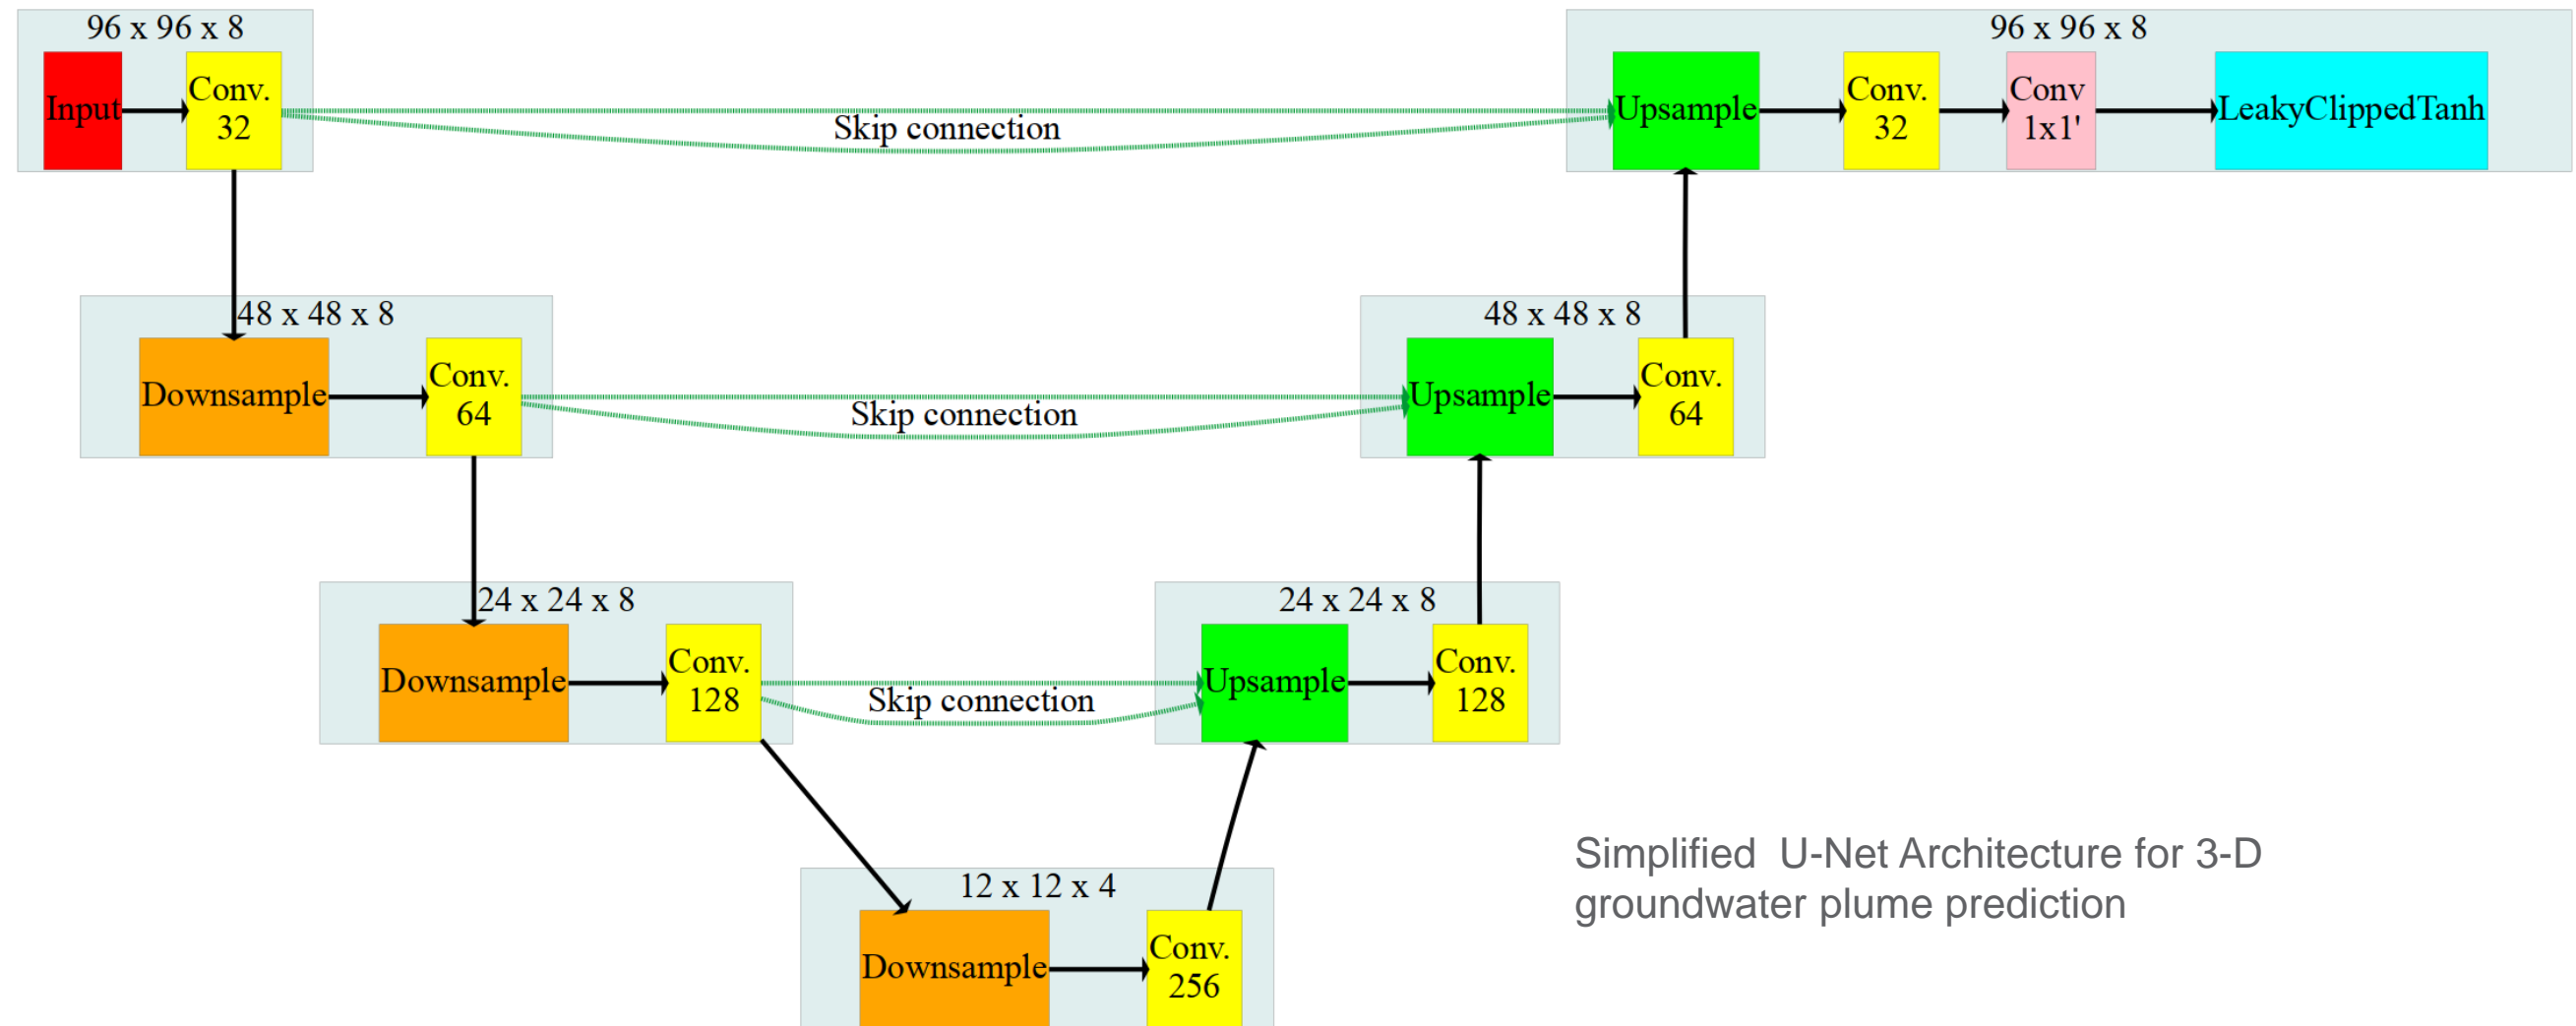 96 x 96 x 8
Input
Conv.
32
Skip connection
96 x 96 x 8
Upsample
Conv.
32
Conv
1x1'
LeakyClippedTanh
48 x 48 x 8
Downsample
Conv.
64
Skip connection
48 x 48 x 8
Upsample
Conv.
64
24 x 24 x 8
Downsample
Conv.
128
Skip connection
24 x 24 x 8
Upsample
Conv.
128
12 x 12 x 4
Downsample
Conv.
256
Simplified  U-Net Architecture for 3-D
groundwater plume prediction